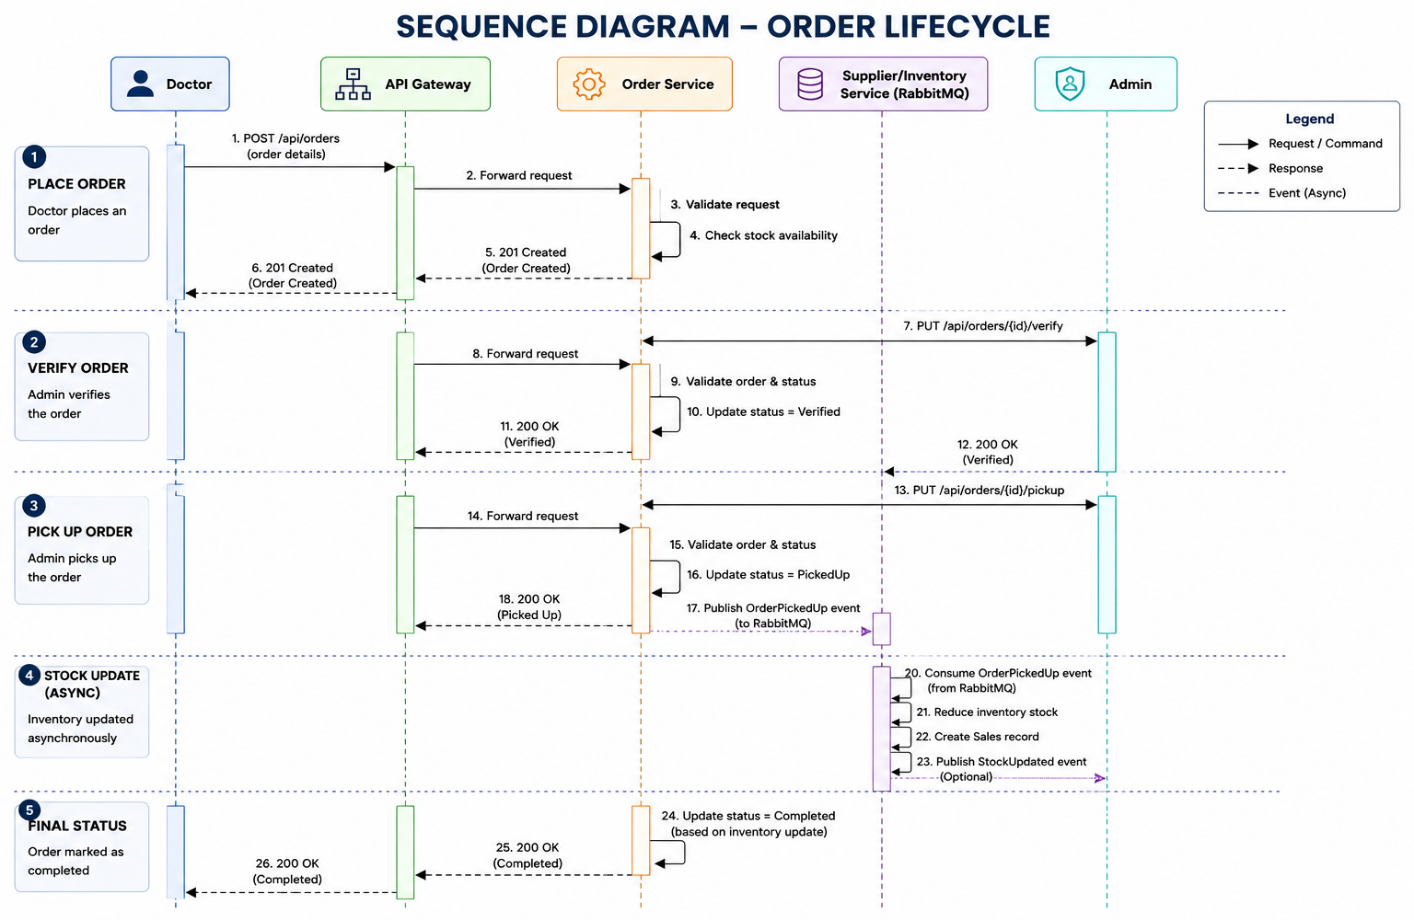 SEQUENCE DIAGRAM – ORDER LIFECYCLE
Doctor
API Gateway
Order Service
Supplier/Inventory
Service (RabbitMQ)
Admin
Legend
Request / Command
Response
Event (Async)
1
PLACE ORDER
Doctor places an
order
1. POST /api/orders
(order details)
2. Forward request
3. Validate request
4. Check stock availability
5. 201 Created
(Order Created)
6. 201 Created
(Order Created)
2
VERIFY ORDER
Admin verifies
the order
7. PUT /api/orders/{id}/verify
8. Forward request
9. Validate order & status
10. Update status = Verified
11. 200 OK
(Verified)
12. 200 OK
(Verified)
3
PICK UP ORDER
Admin picks up
the order
13. PUT /api/orders/{id}/pickup
14. Forward request
15. Validate order & status
16. Update status = PickedUp
18. 200 OK
(Picked Up)
17. Publish OrderPickedUp event
(to RabbitMQ)
4
STOCK UPDATE
(ASYNC)
Inventory updated
asynchronously
20. Consume OrderPickedUp event
(from RabbitMQ)
21. Reduce inventory stock
22. Create Sales record
23. Publish StockUpdated event
(Optional)
5
FINAL STATUS
Order marked as
completed
24. Update status = Completed
(based on inventory update)
25. 200 OK
(Completed)
26. 200 OK
(Completed)